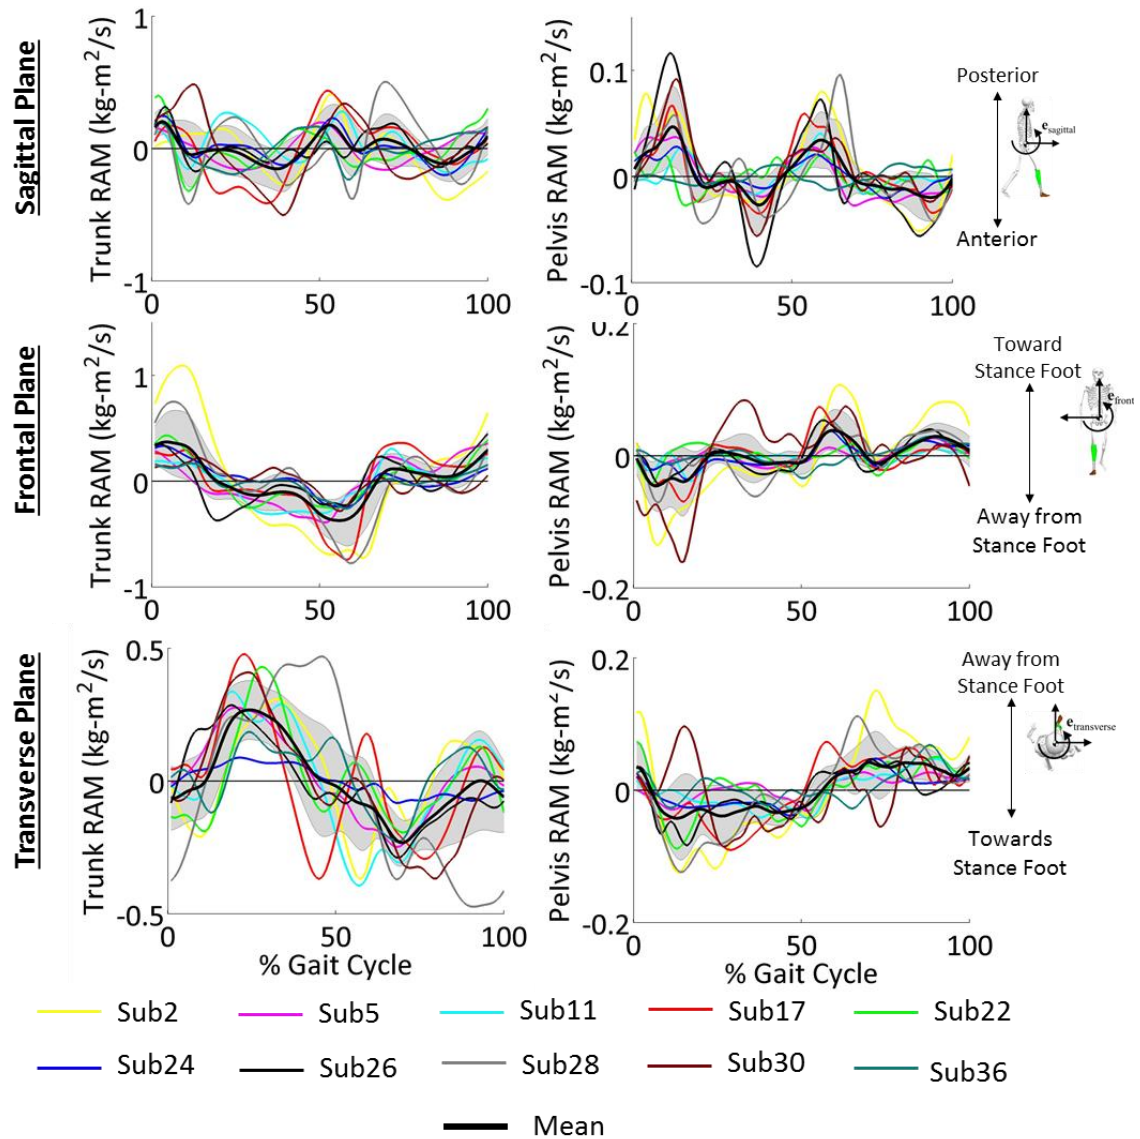 Sagittal Plane
Trunk RAM (kg-m²/s)
1
0
-1
0
50
100
Pelvis RAM (kg-m²/s)
0.1
0
-0.1
0
50
100
Posterior
e sagittal
Anterior
Frontal Plane
Trunk RAM (kg-m²/s)
1
0
-1
0
50
100
Pelvis RAM (kg-m²/s)
0.2
0
-0.2
0
50
100
Toward
Stance Foot
e front
Away from
Stance Foot
Transverse Plane
Trunk RAM (kg-m²/s)
0.5
0
-0.5
0
50
100
% Gait Cycle
Pelvis RAM (kg-m²/s)
0.2
0
-0.2
0
50
100
% Gait Cycle
Away from
Stance Foot
e transverse
Towards
Stance Foot
Sub2 Sub5 Sub11 Sub17 Sub22
Sub24 Sub26 Sub28 Sub30 Sub36
Mean